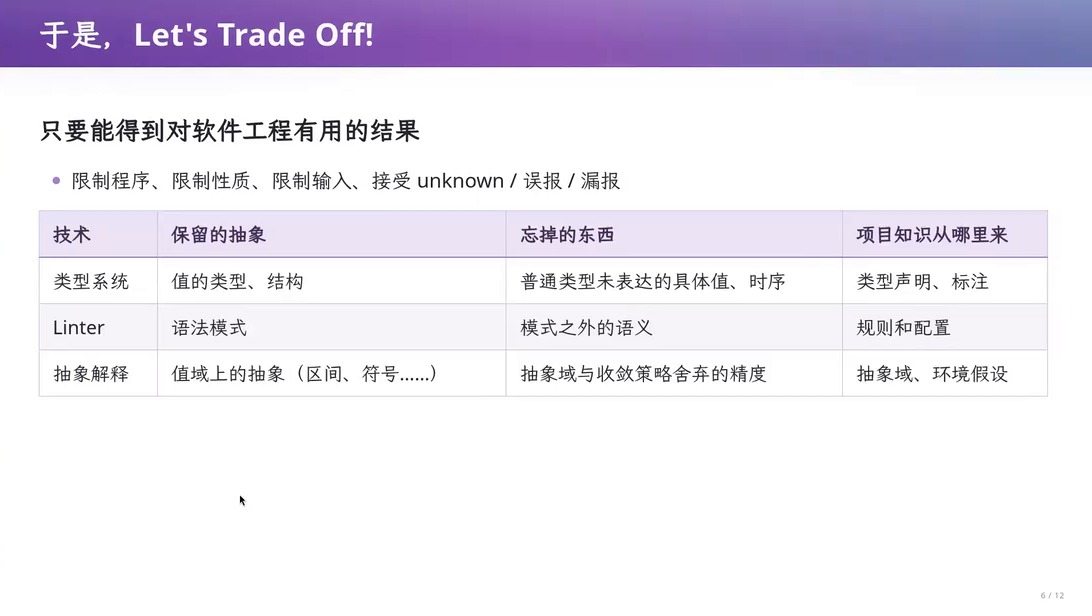 于是，Let's Trade Off!
只要能得到对软件工程有用的结果
限制程序、限制性质、限制输入、接受 unknown / 误报 / 漏报
技术 保留的抽象 忘掉的东西 项目知识从哪里来
类型系统 值的类型、结构 普通类型未表达的具体值、时序 类型声明、标注
Linter 语法模式 模式之外的语义 规则和配置
抽象解释 值域上的抽象（区间、符号……） 抽象域与收敛策略舍弃的精度 抽象域、环境假设
6 / 12